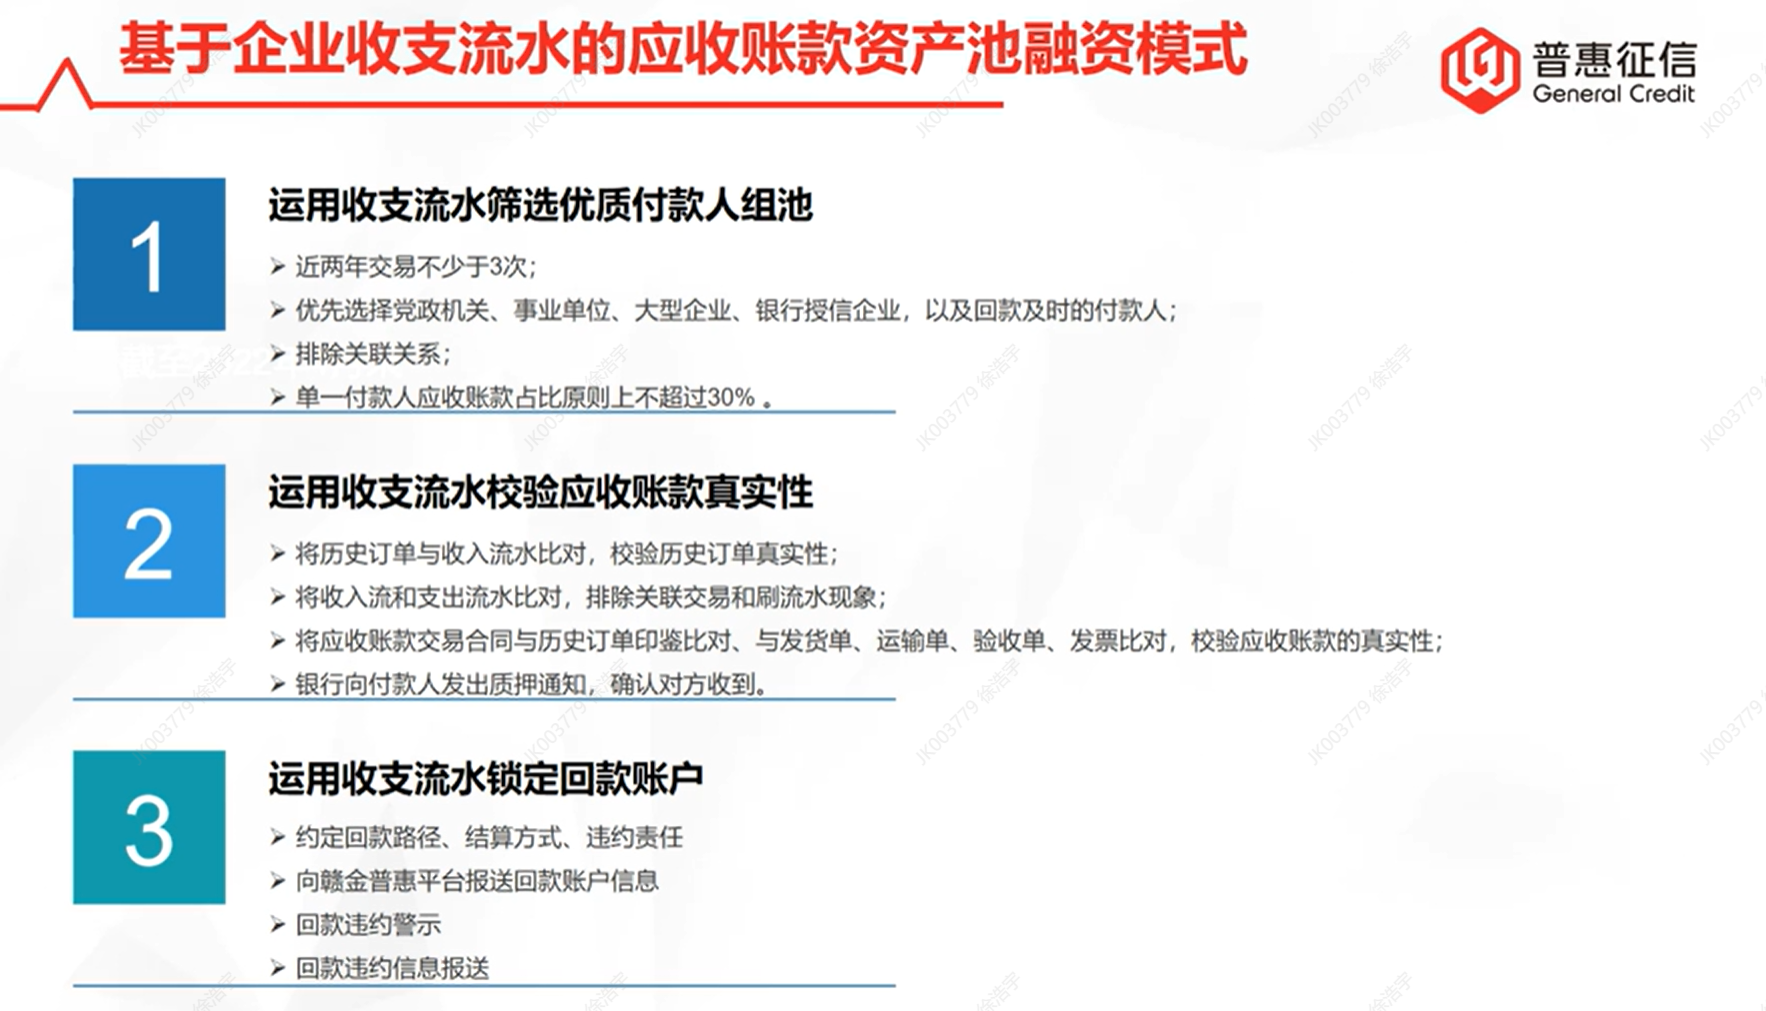 基于企业收支流水的应收账款资产池融资模式
普惠征信
General Credit
1
运用收支流水筛选优质付款人组池
➢ 近两年交易不少于3次；
➢ 优先选择党政机关、事业单位、大型企业、银行授信企业，以及回款及时的付款人；
➢ 排除关联关系；
➢ 单一付款人应收账款占比原则上不超过30% 。
2
运用收支流水校验应收账款真实性
➢ 将历史订单与收入流水比对，校验历史订单真实性；
➢ 将收入流和支出流水比对，排除关联交易和刷流水现象；
➢ 将应收账款交易合同与历史订单印鉴比对、与发货单、运输单、验收单、发票比对，校验应收账款的真实性；
➢ 银行向付款人发出质押通知，确认对方收到。
3
运用收支流水锁定回款账户
➢ 约定回款路径、结算方式、违约责任
➢ 向赣金普惠平台报送回款账户信息
➢ 回款违约警示
➢ 回款违约信息报送
JK003779 徐浩宇